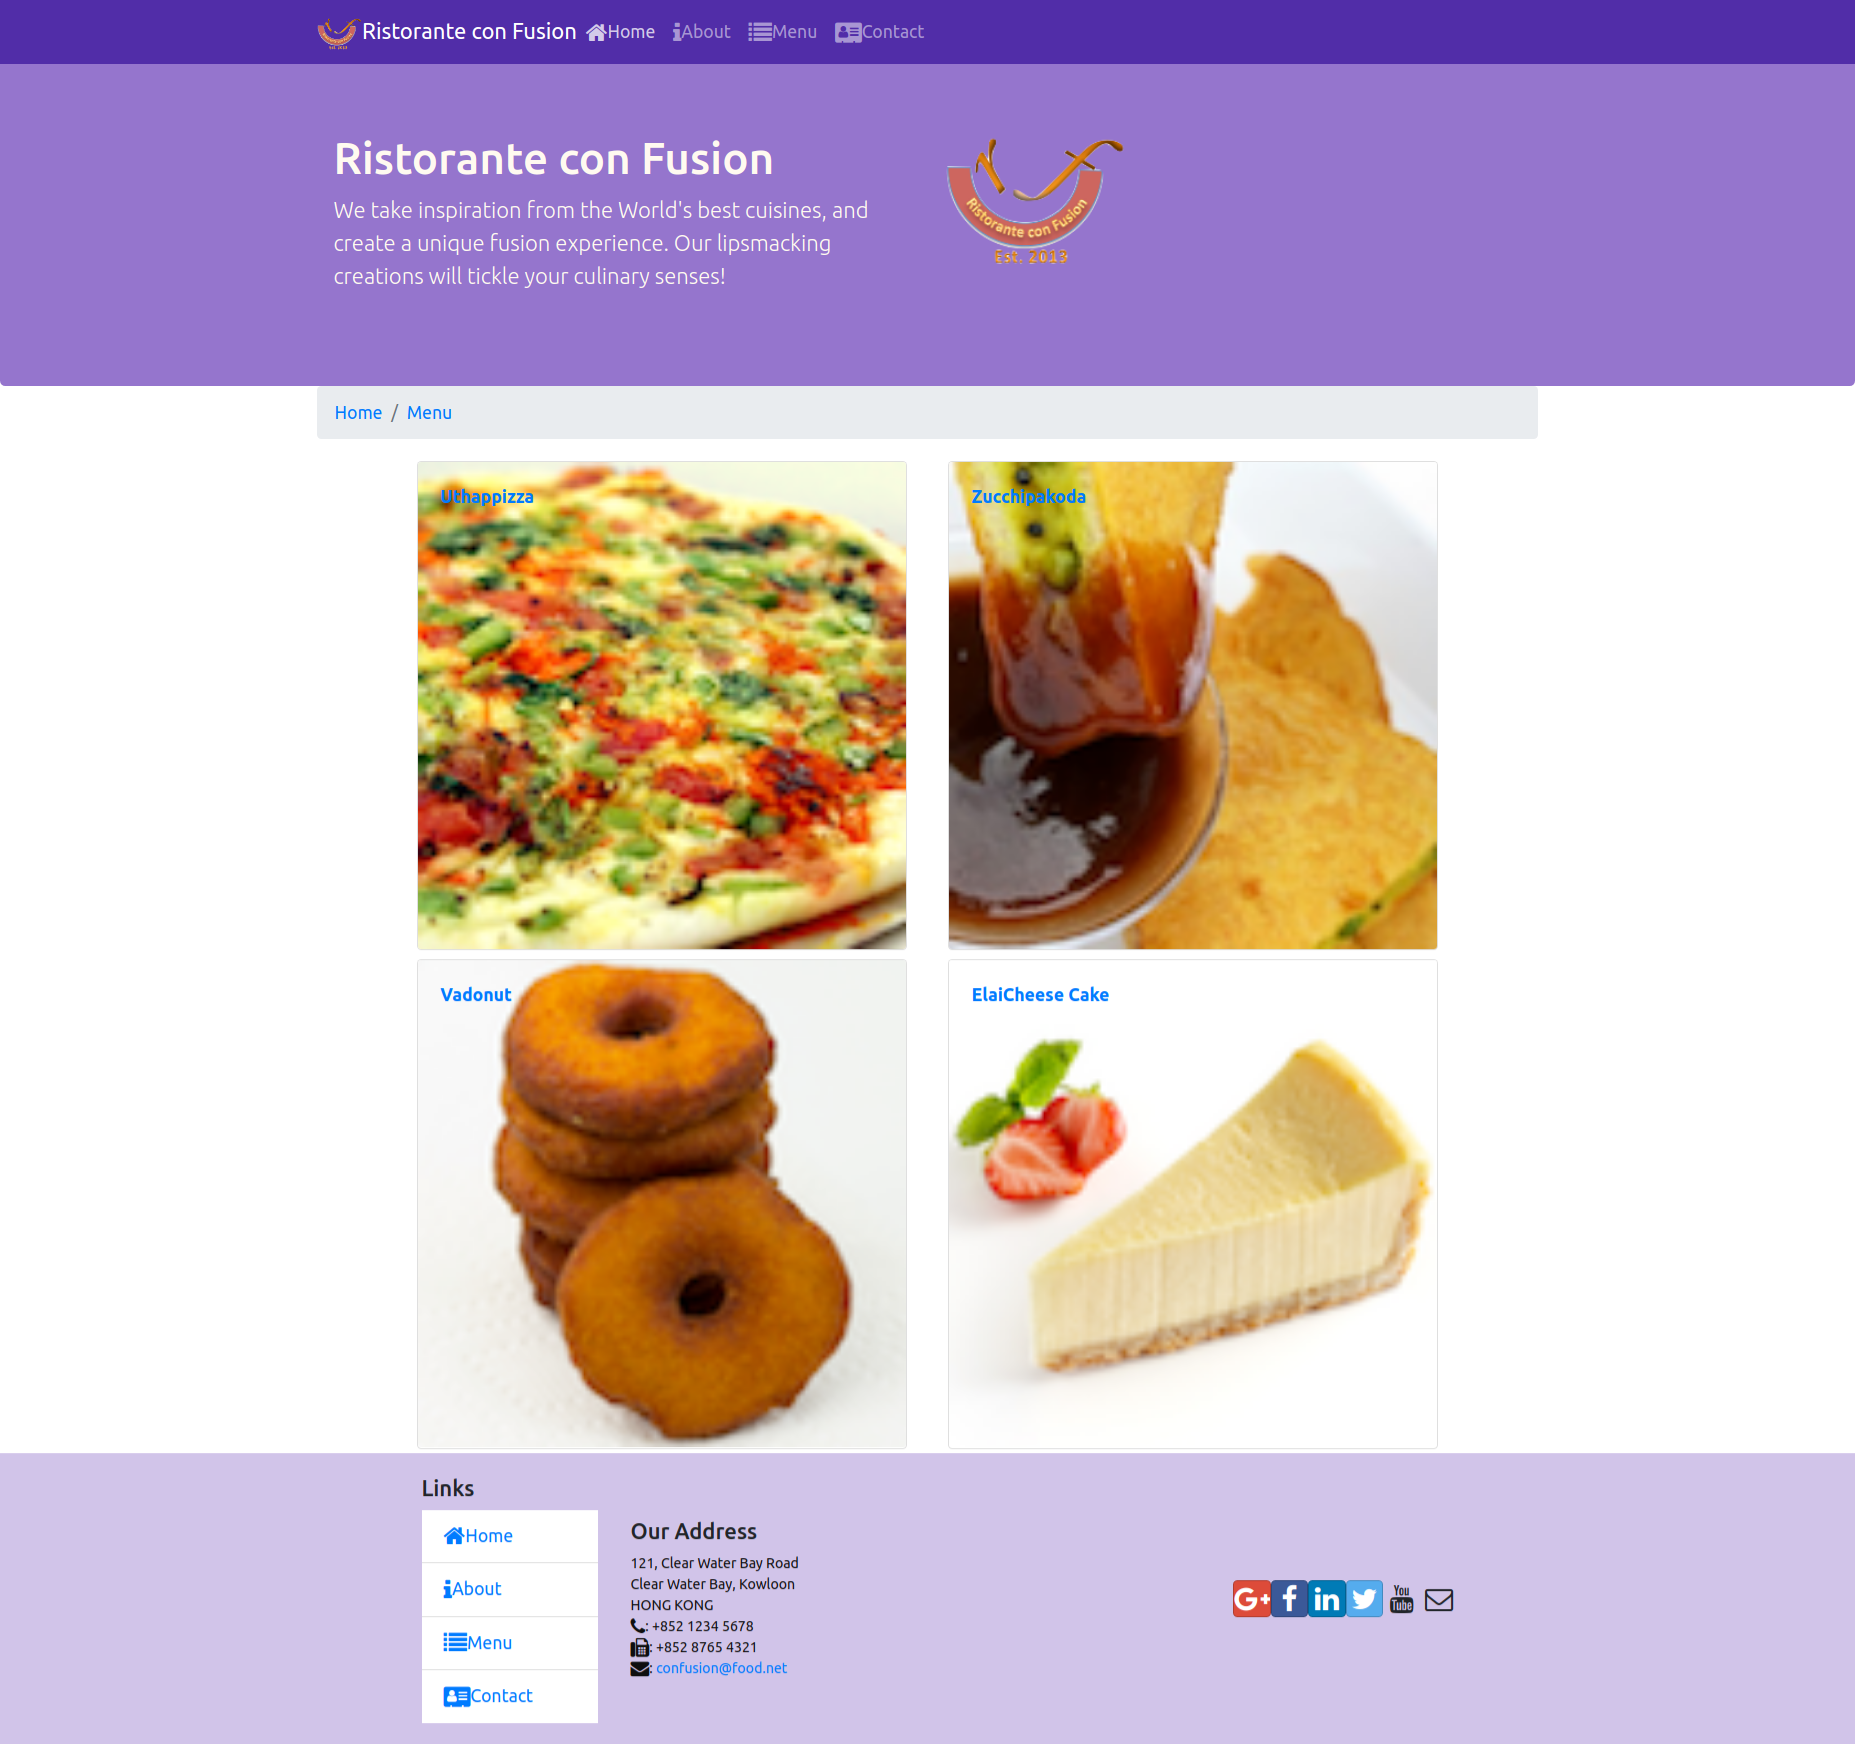 Ristorante con Fusion Home About Menu Contact
Ristorante con Fusion
We take inspiration from the World's best cuisines, and
create a unique fusion experience. Our lipsmacking
creations will tickle your culinary senses!
Ristorante con Fusion
Est. 2013
Home / Menu
Uthappizza
Zucchipakoda
Vadonut
ElaiCheese Cake
Links
Home
About
Menu
Contact
Our Address
121, Clear Water Bay Road
Clear Water Bay, Kowloon
HONG KONG
: +852 1234 5678
: +852 8765 4321
: confusion@food.net
G+ f in You Tube